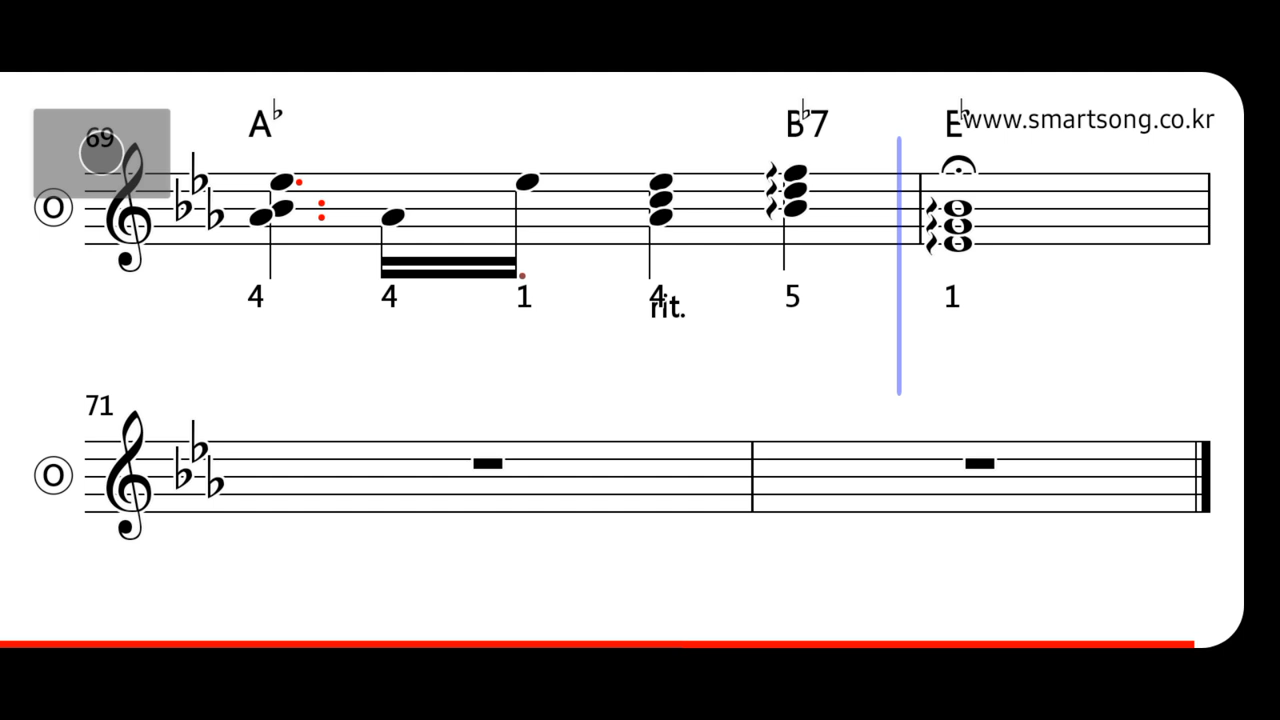 69 A♭ B♭7 E♭ www.smartsong.co.kr
O
4 4 1 4 5 1
rit.
71
O